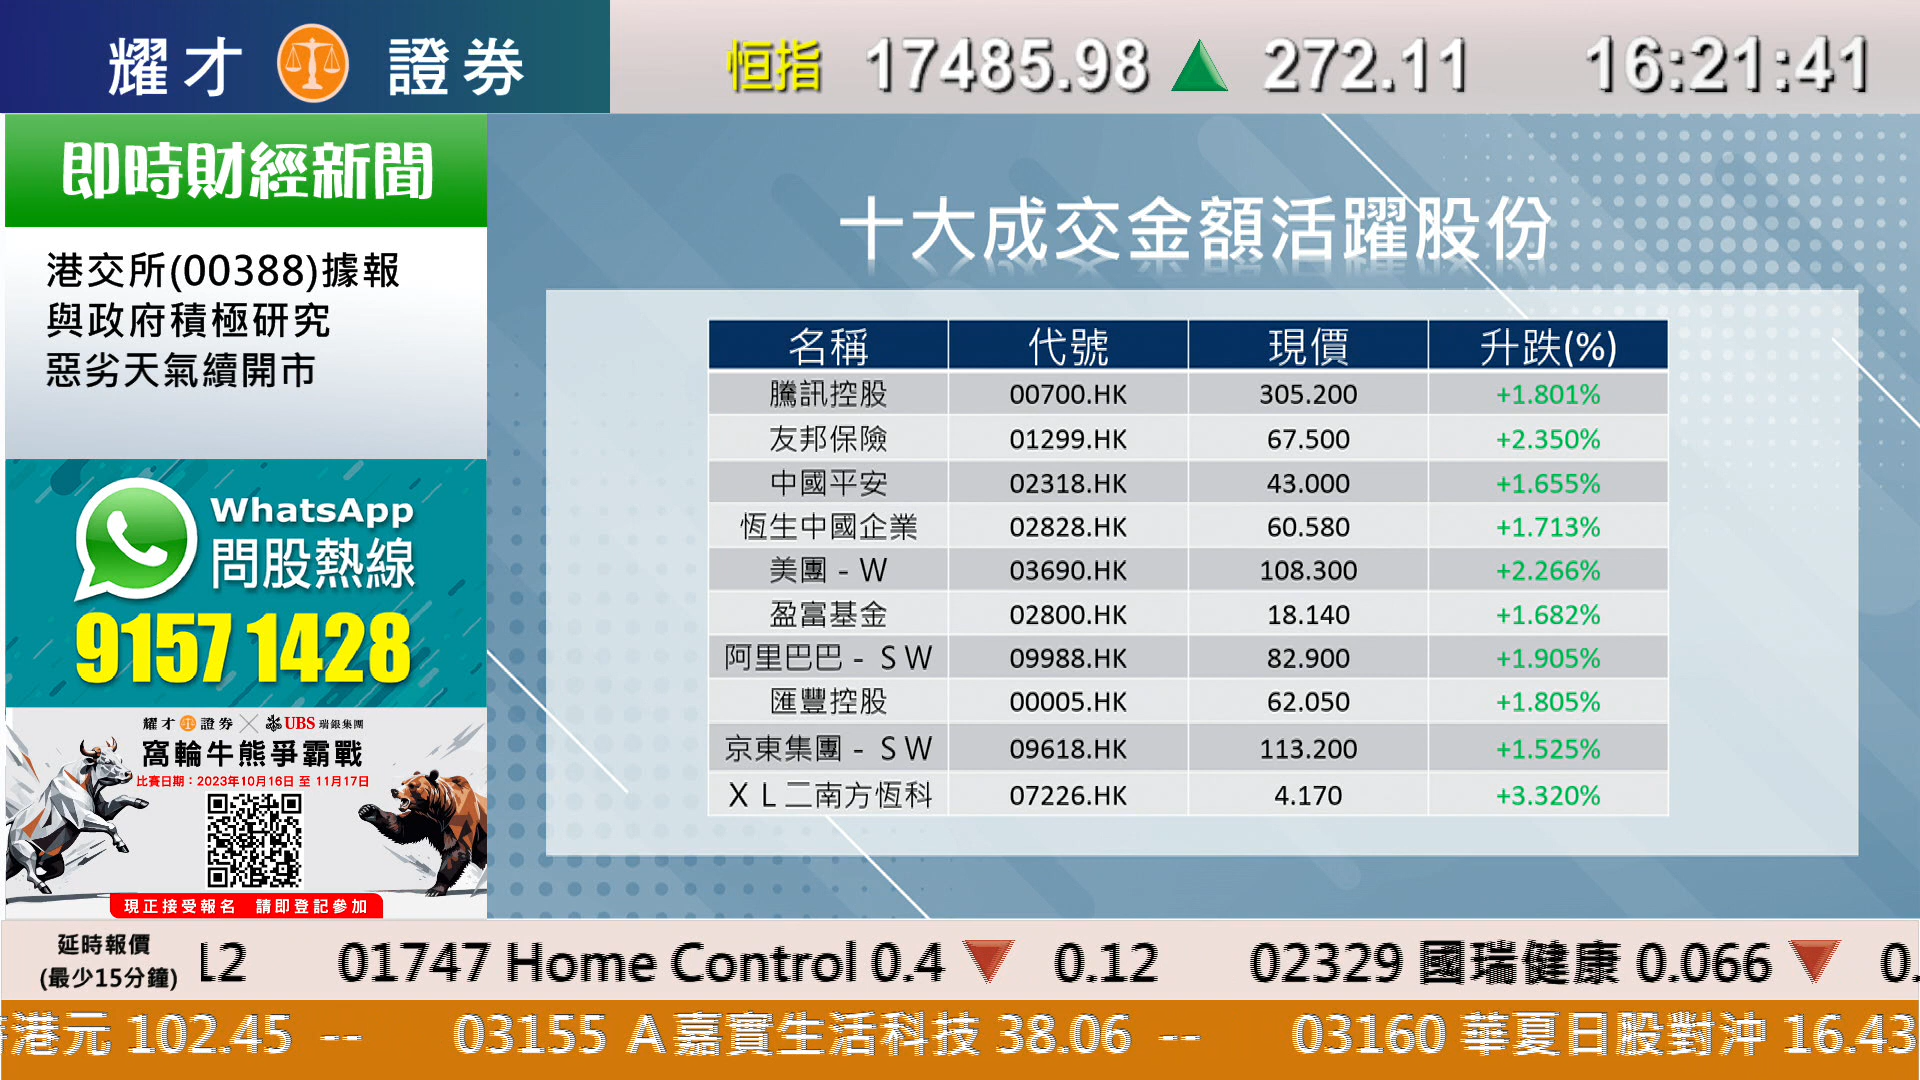 耀才 證券
恒指 17485.98 ▲ 272.11 16:21:41
即時財經新聞
港交所(00388)據報
與政府積極研究
惡劣天氣續開市
WhatsApp
問股熱線
9157 1428
耀才證券 × UBS 瑞銀集團
窩輪牛熊爭霸戰
比賽日期：2023年10月16日 至 11月17日
現正接受報名 請即登記參加
十大成交金額活躍股份
名稱 代號 現價 升跌(%)
騰訊控股 00700.HK 305.200 +1.801%
友邦保險 01299.HK 67.500 +2.350%
中國平安 02318.HK 43.000 +1.655%
恆生中國企業 02828.HK 60.580 +1.713%
美團－Ｗ 03690.HK 108.300 +2.266%
盈富基金 02800.HK 18.140 +1.682%
阿里巴巴－ＳＷ 09988.HK 82.900 +1.905%
匯豐控股 00005.HK 62.050 +1.805%
京東集團－ＳＷ 09618.HK 113.200 +1.525%
ＸＬ二南方恆科 07226.HK 4.170 +3.320%
延時報價
(最少15分鐘)
2 01747 Home Control 0.4 ▼ 0.12 02329 國瑞健康 0.066 ▼ 0.
港元 102.45 -- 03155 A嘉實生活科技 38.06 -- 03160 華夏日股對沖 16.43